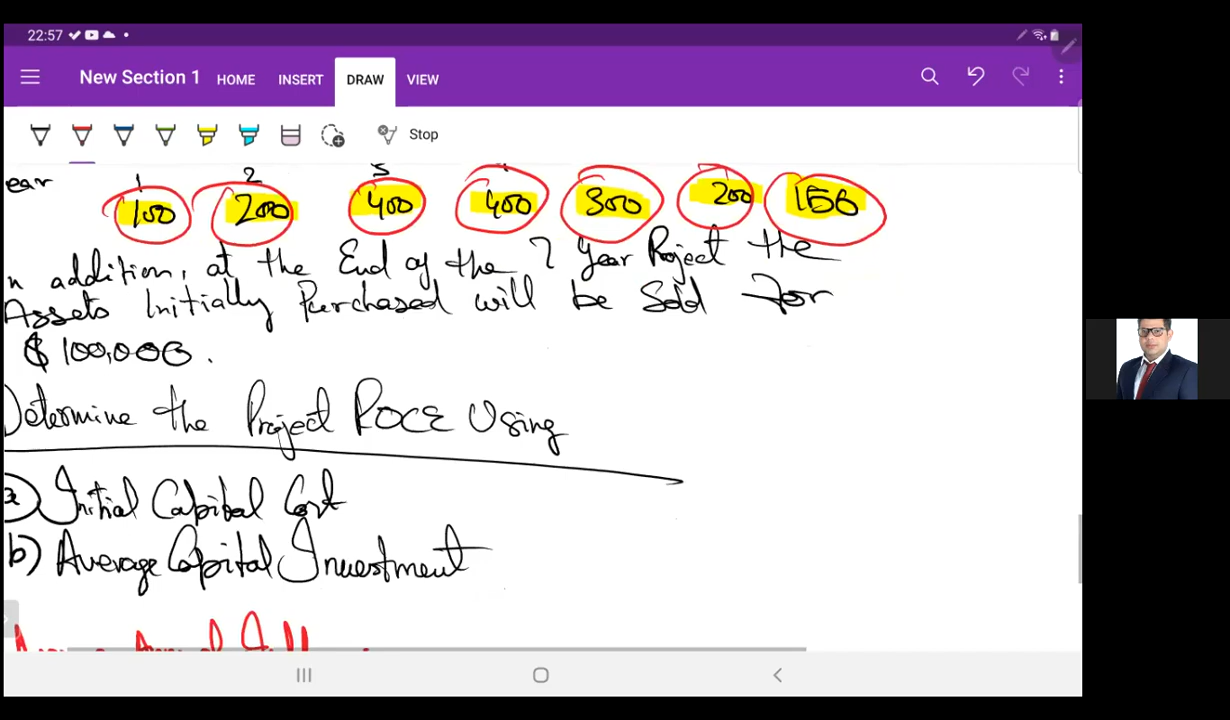 22:57
New Section 1 HOME INSERT DRAW VIEW
Stop
ear 1 2
100 200 400 400 300 200 150
n addition, at the End of the 7 Year Project the
Assets Initially Purchased will be Sold For
$ 100,000.
Determine the Project ROCE Using
a) Initial Capital Cost
b) Average Capital Investment